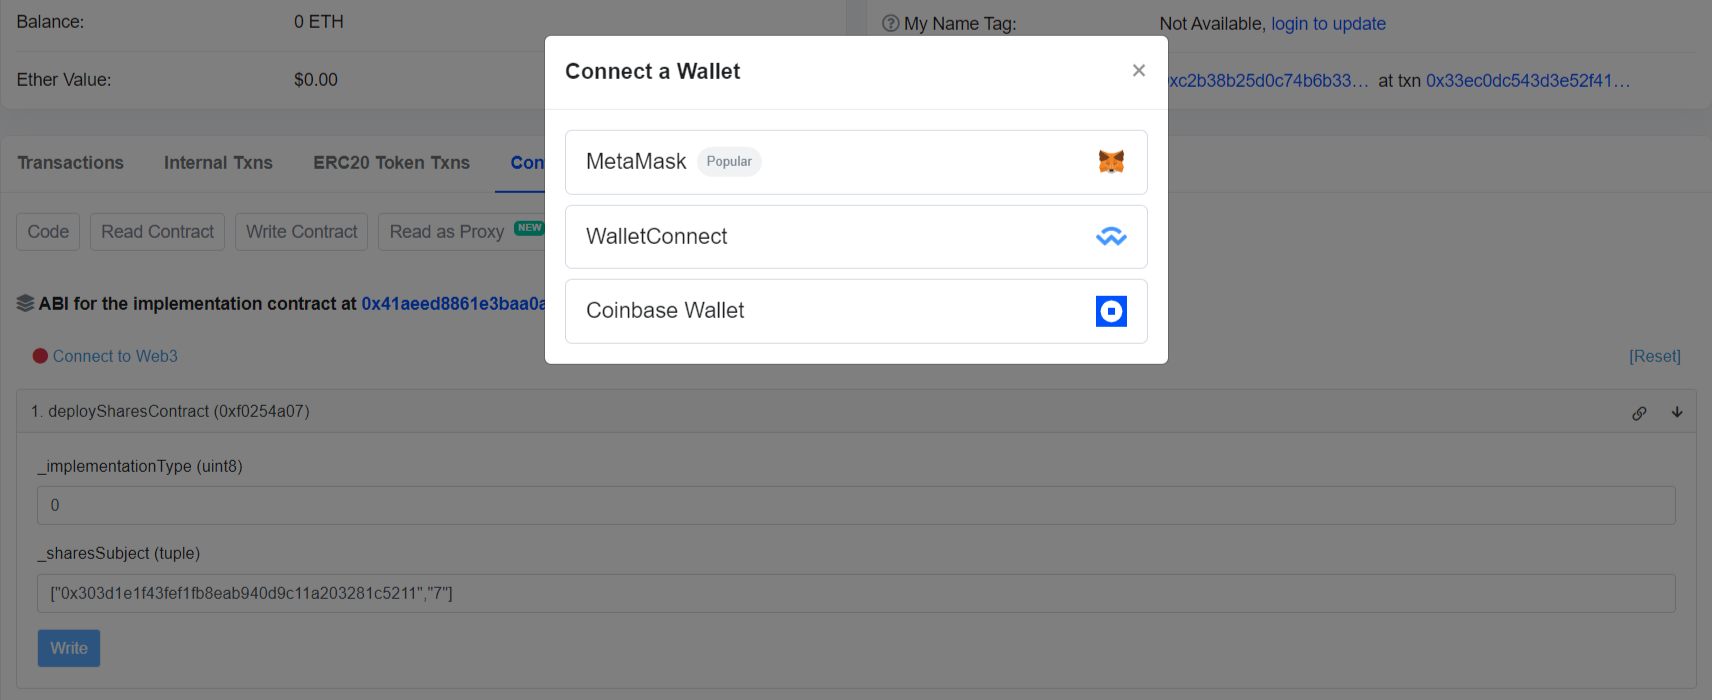 Balance: 0 ETH
Ether Value: $0.00
My Name Tag: Not Available, login to update
xc2b38b25d0c74b6b33... at txn 0x33ec0dc543d3e52f41...
Connect a Wallet ×
MetaMask Popular
WalletConnect
Coinbase Wallet
Transactions Internal Txns ERC20 Token Txns Con
Code Read Contract Write Contract Read as Proxy NEW
ABI for the implementation contract at 0x41aeed8861e3baa0a
Connect to Web3 [Reset]
1. deploySharesContract (0xf0254a07)
_implementationType (uint8)
0
_sharesSubject (tuple)
["0x303d1e1f43fef1fb8eab940d9c11a203281c5211","7"]
Write